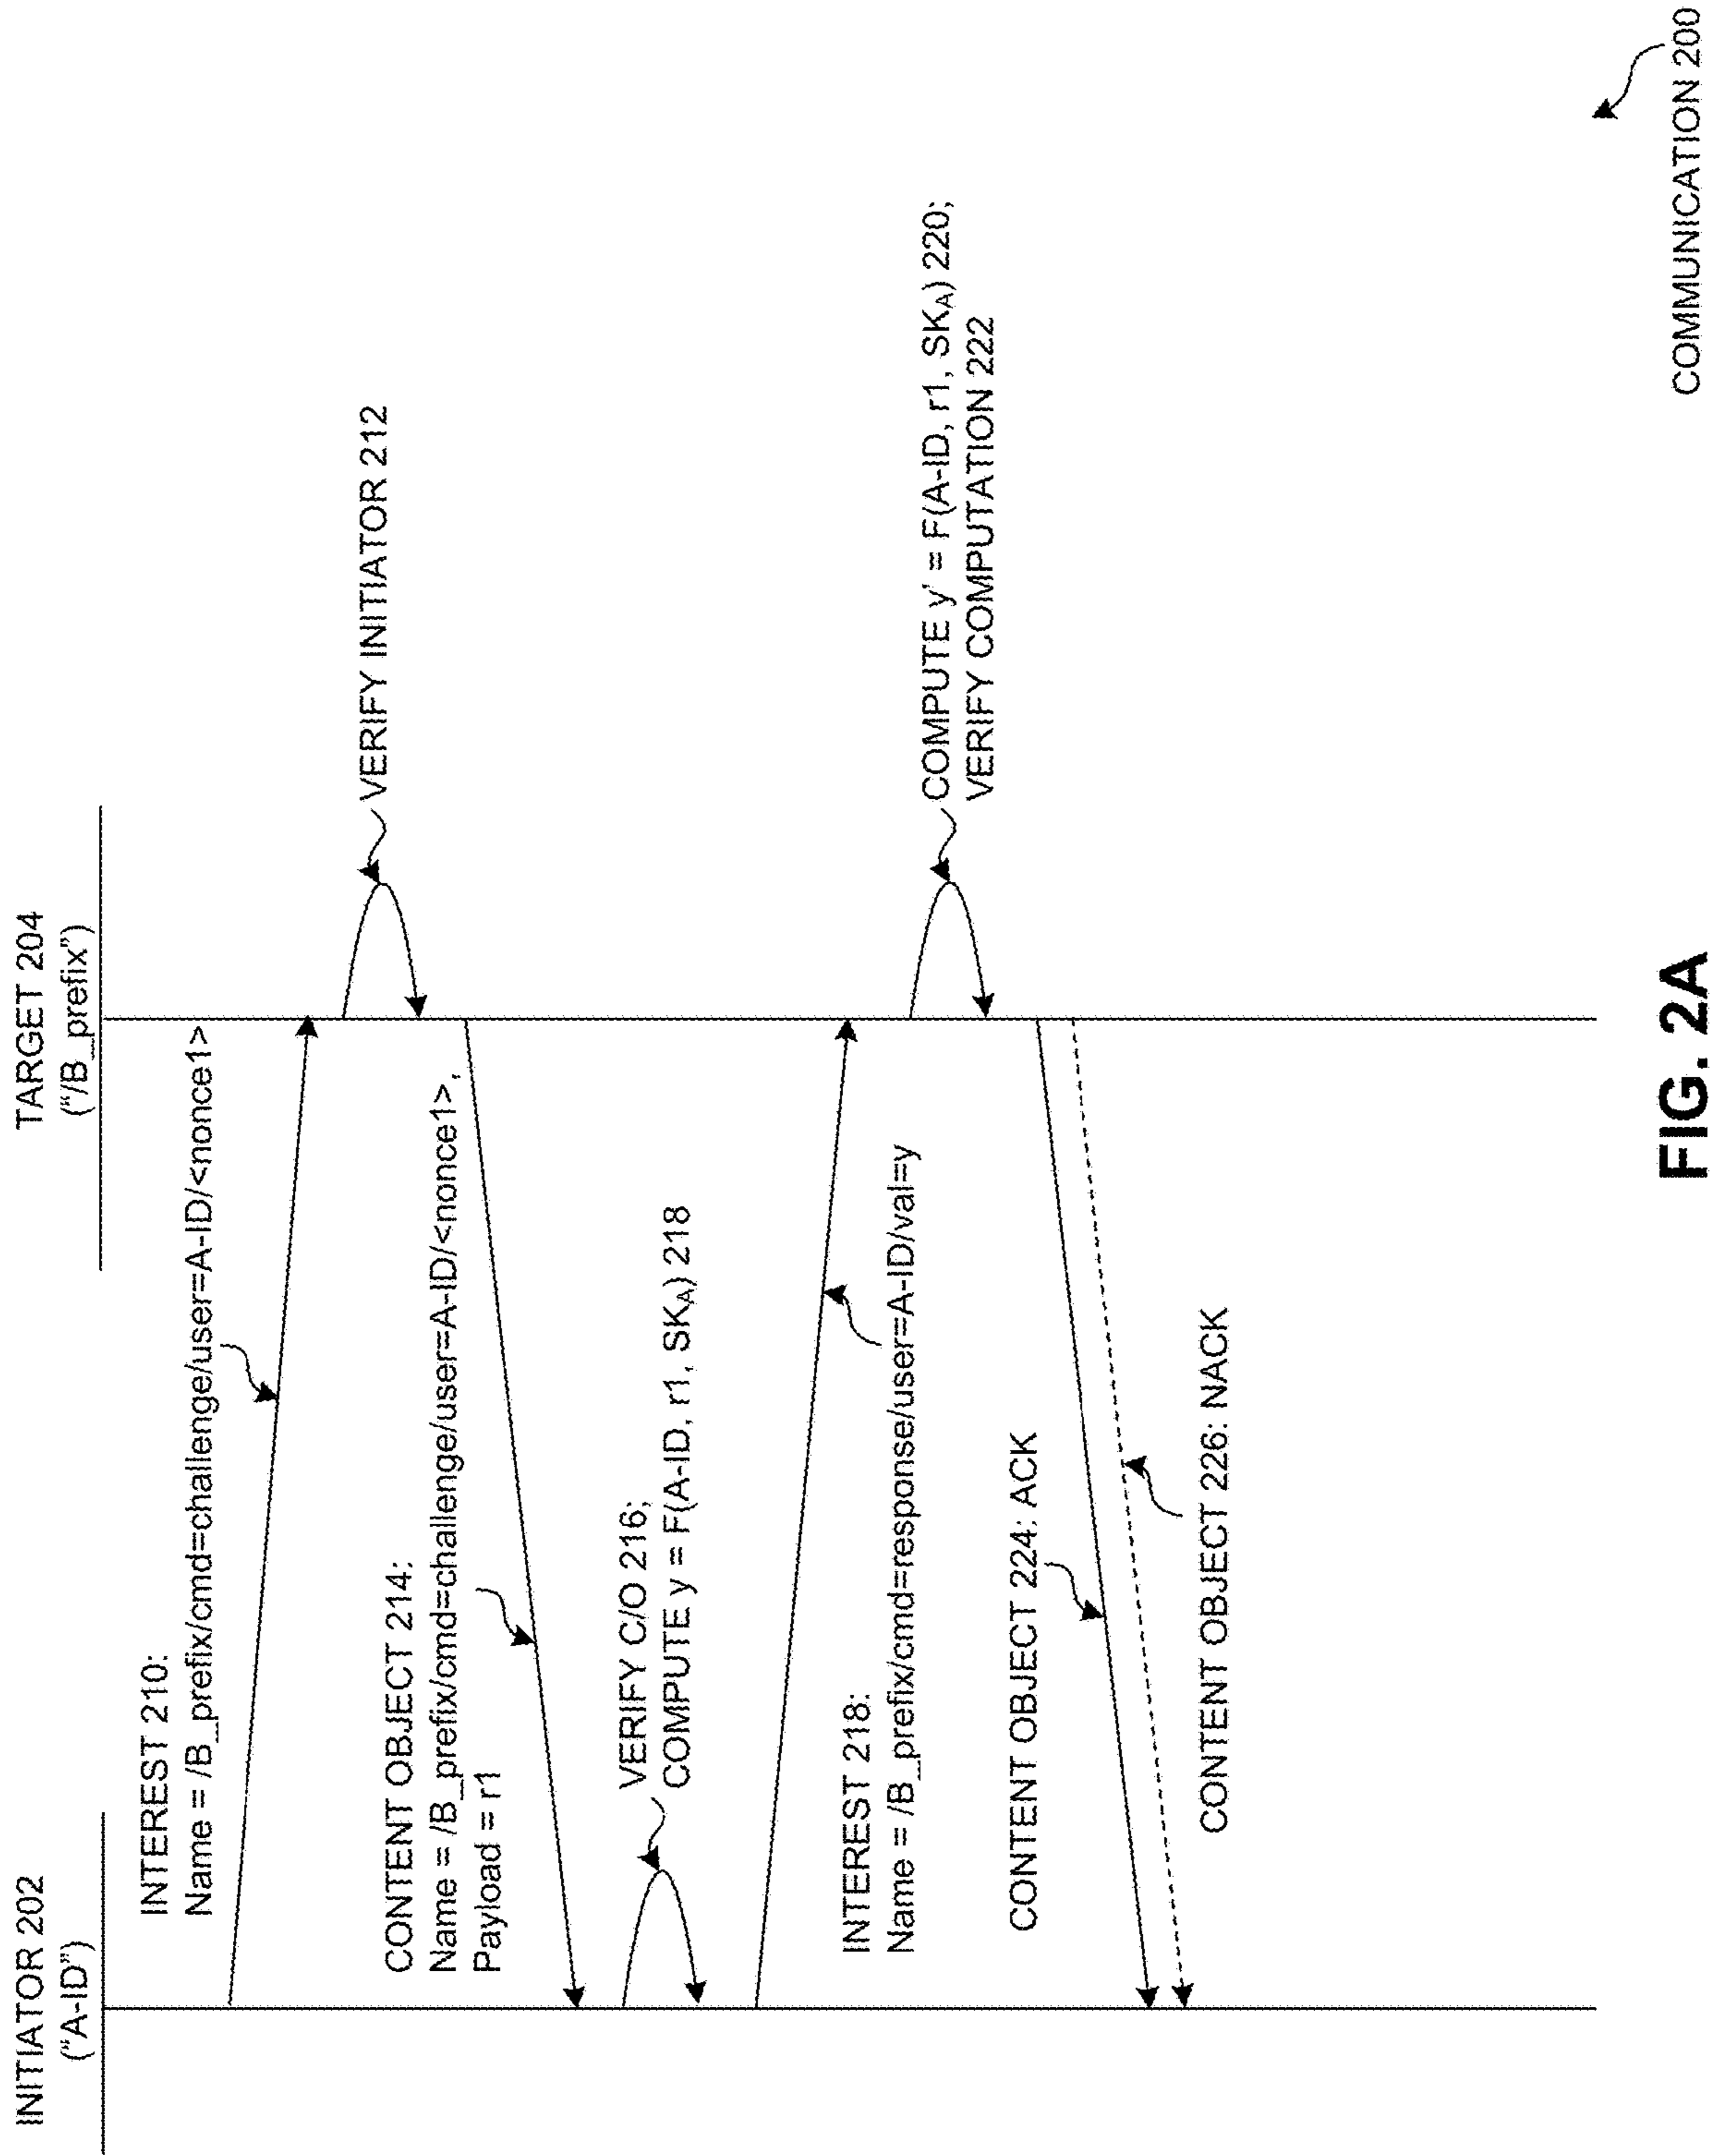 INITIATOR 202
("A-ID")
TARGET 204
("/B_prefix")
INTEREST 210:
Name = /B_prefix/cmd=challenge/user=A-ID/<nonce1>
VERIFY INITIATOR 212
CONTENT OBJECT 214:
Name = /B_prefix/cmd=challenge/user=A-ID/<nonce1>,
Payload = r1
VERIFY C/O 216;
COMPUTE y = F(A-ID, r1, SKA) 218
INTEREST 218:
Name = /B_prefix/cmd=response/user=A-ID/val=y
COMPUTE y' = F(A-ID, r1, SKA) 220;
VERIFY COMPUTATION 222
CONTENT OBJECT 224: ACK
CONTENT OBJECT 226: NACK
COMMUNICATION 200
FIG. 2A